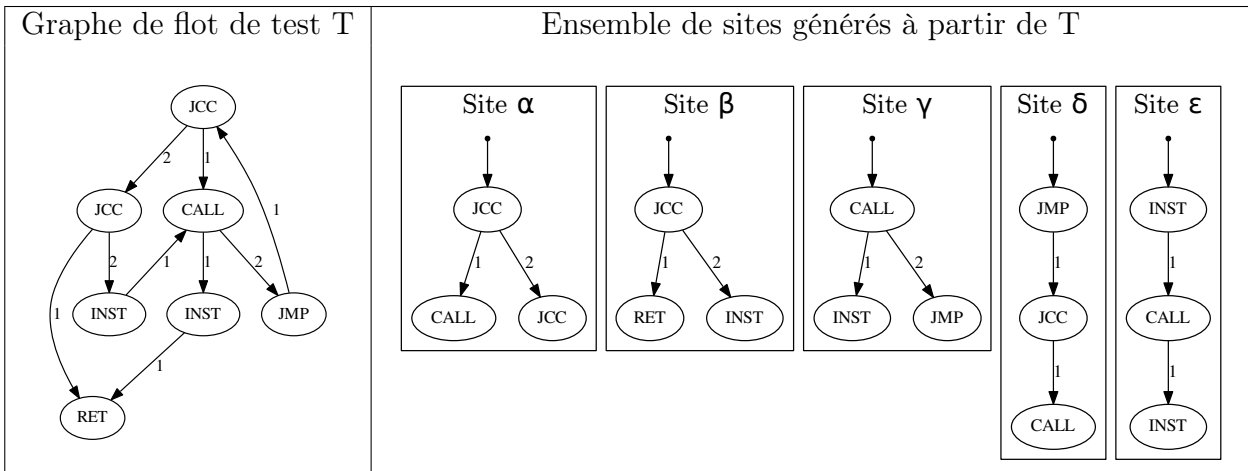 Graphe de flot de test T
Ensemble de sites générés à partir de T
JCC
2
1
JCC
CALL
1
2
1
1
2
1
INST
INST
JMP
1
RET
Site α
JCC
1
2
CALL
JCC
Site β
JCC
1
2
RET
INST
Site γ
CALL
1
2
INST
JMP
Site δ
JMP
1
JCC
1
CALL
Site ε
INST
1
CALL
1
INST